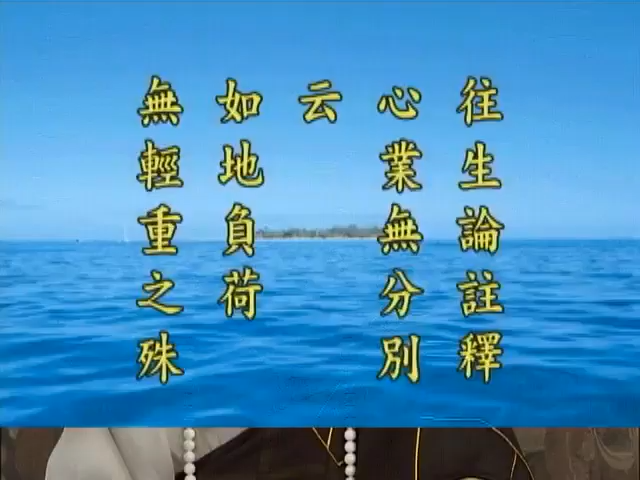 往生論註釋
心業無分別
云
如地負荷
無輕重之殊